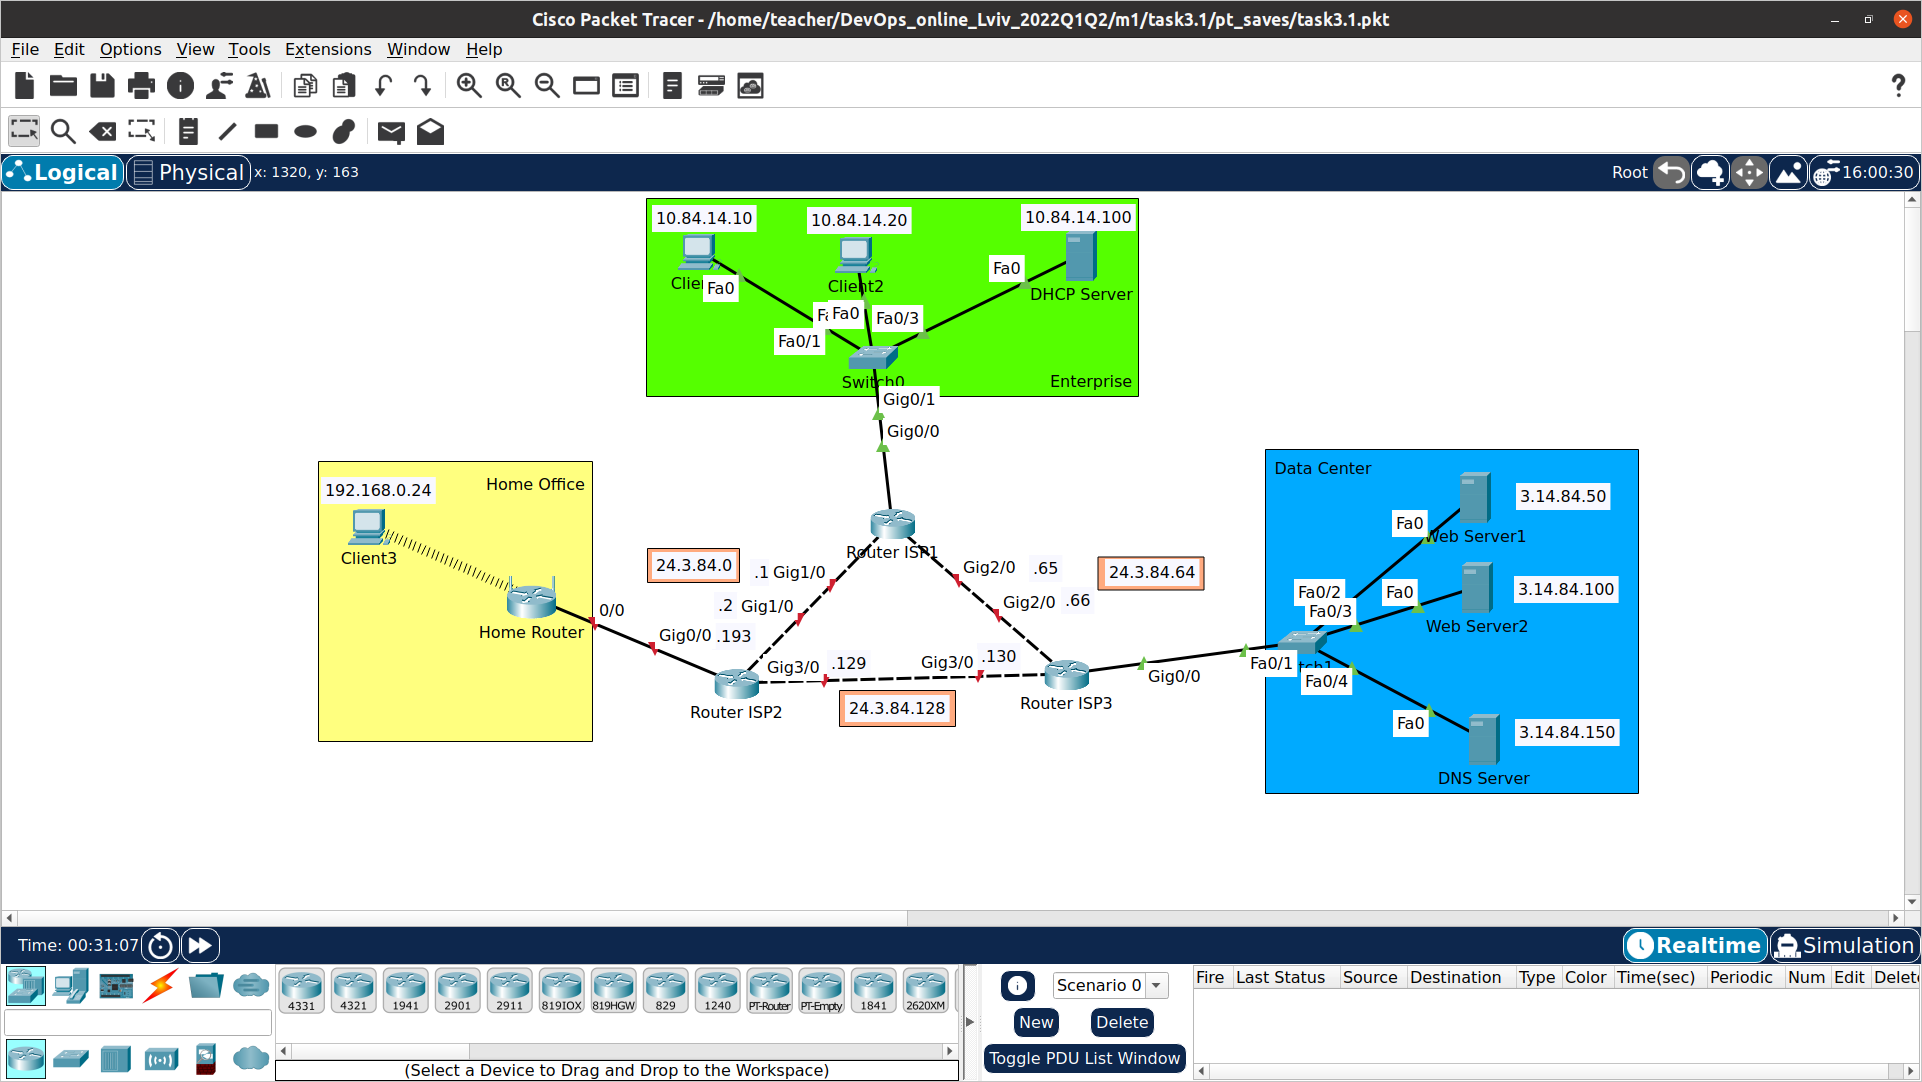 Cisco Packet Tracer - /home/teacher/DevOps_online_Lviv_2022Q1Q2/m1/task3.1/pt_saves/task3.1.pkt
File Edit Options View Tools Extensions Window Help
Logical Physical x: 1320, y: 163 Root 16:00:30
10.84.14.10 10.84.14.20 10.84.14.100
Fa0
Client2
Fa0
DHCP Server
Fa0 Fa0/3
Fa0/1
Switch0
Enterprise
Gig0/1
Gig0/0
Home Office
192.168.0.24
Client3
0/0
Home Router
Data Center
3.14.84.50
Fa0
Web Server1
Router ISP1
24.3.84.0
.1 Gig1/0
Gig2/0 .65
24.3.84.64
.2 Gig1/0
Gig2/0 .66
Fa0/2 Fa0 3.14.84.100
Fa0/3
Web Server2
Gig0/0 .193
Gig3/0 .129
Gig3/0 .130
Fa0/1
Gig0/0
Fa0/4
Router ISP2
24.3.84.128
Router ISP3
Fa0 3.14.84.150
DNS Server
Time: 00:31:07 Realtime Simulation
4331 4321 1941 2901 2911 819IOX 819HGW 829 1240 PT-Router PT-Empty 1841 2620XM
Scenario 0
New Delete
Toggle PDU List Window
Fire Last Status Source Destination Type Color Time(sec) Periodic Num Edit
(Select a Device to Drag and Drop to the Workspace)